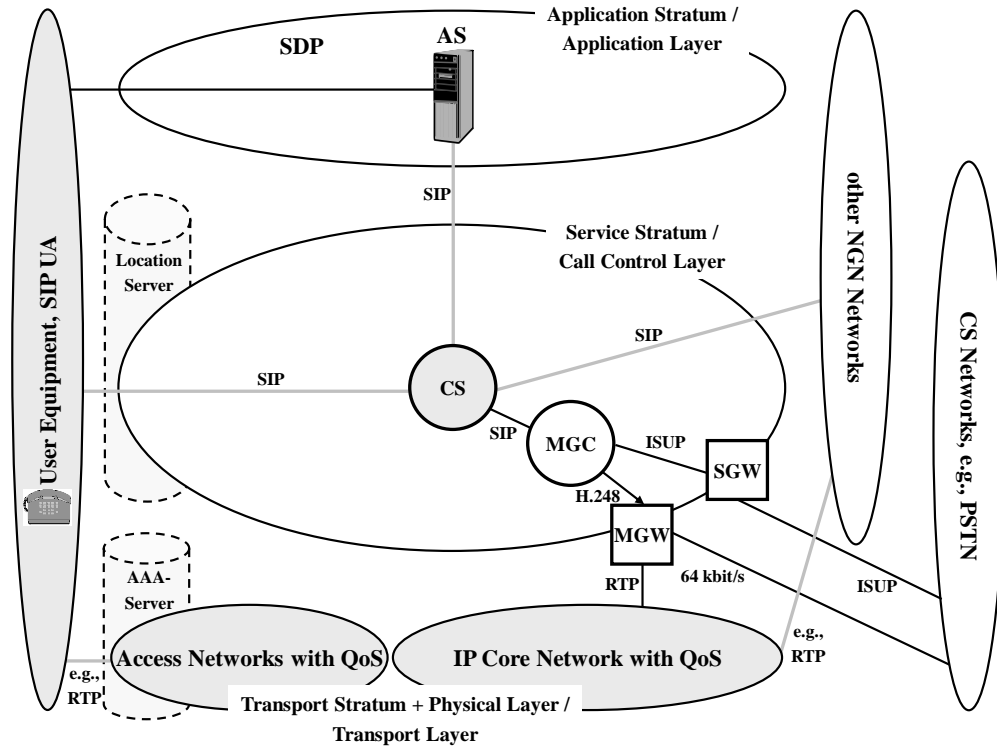 Application Stratum /
Application Layer
SDP
AS
SIP
Service Stratum /
Call Control Layer
Location
Server
User Equipment, SIP UA
other NGN Networks
CS Networks, e.g., PSTN
SIP
SIP
CS
SIP
MGC
ISUP
SGW
H.248
MGW
RTP
64 kbit/s
ISUP
AAA-
Server
e.g.,
RTP
Access Networks with QoS
IP Core Network with QoS
e.g.,
RTP
Transport Stratum + Physical Layer /
Transport Layer